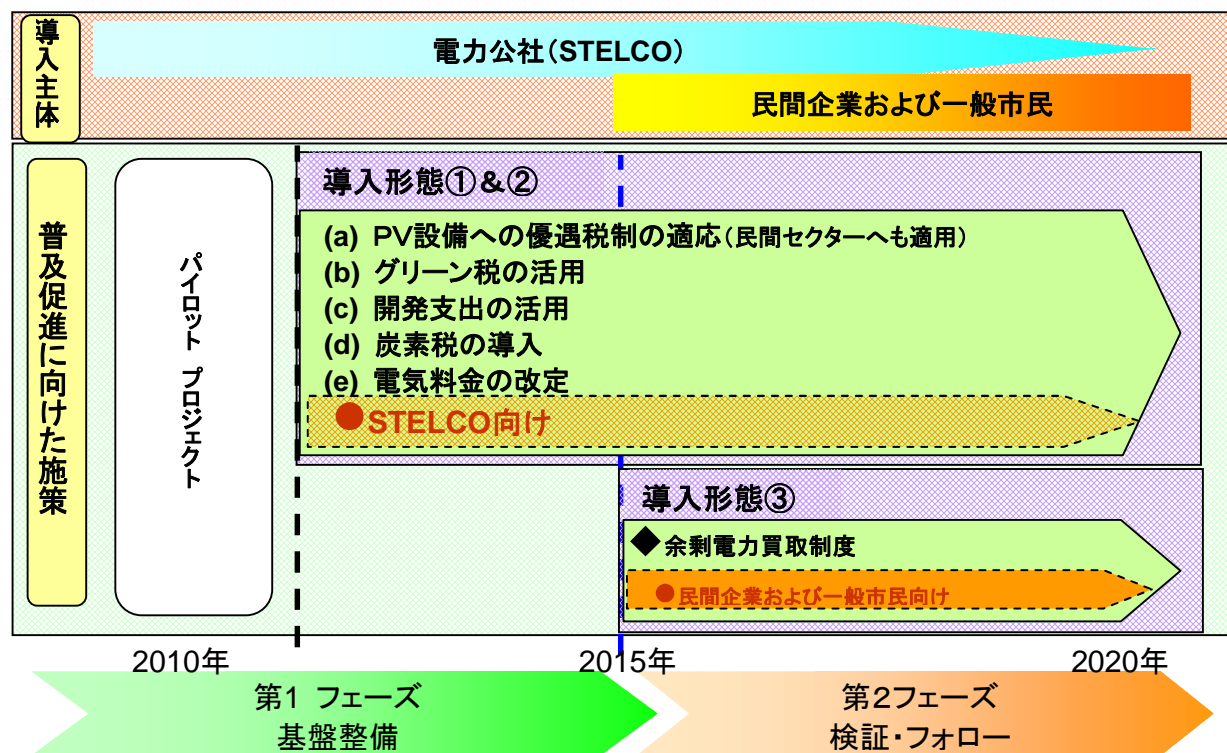 導入主体
電力公社(STELCO)
民間企業および一般市民
普及促進に向けた施策
パイロット プロジェクト
導入形態①&②
(a) PV設備への優遇税制の適応(民間セクターへも適用)
(b) グリーン税の活用
(c) 開発支出の活用
(d) 炭素税の導入
(e) 電気料金の改定
●STELCO向け
導入形態③
◆余剰電力買取制度
●民間企業および一般市民向け
2010年
2015年
2020年
第1 フェーズ
基盤整備
第2フェーズ
検証・フォロー